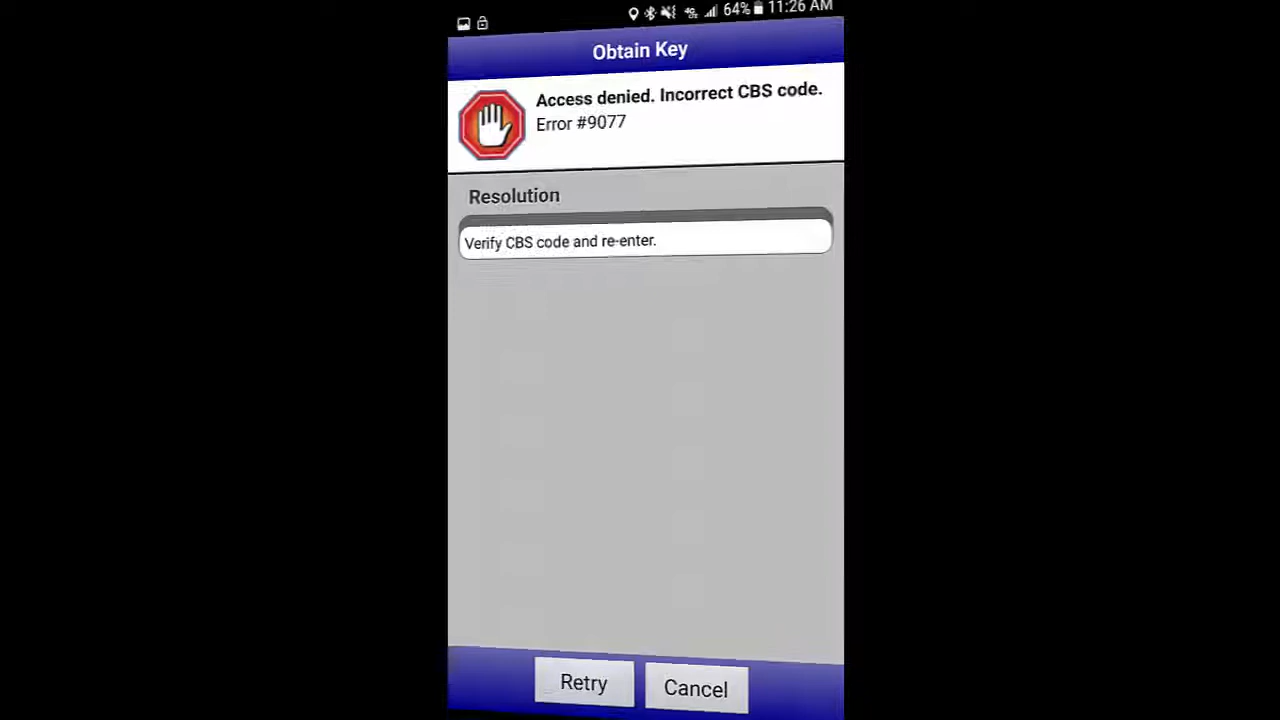 64% 11:26 AM
Obtain Key
Access denied. Incorrect CBS code.
Error #9077
Resolution
Verify CBS code and re-enter.
Retry
Cancel